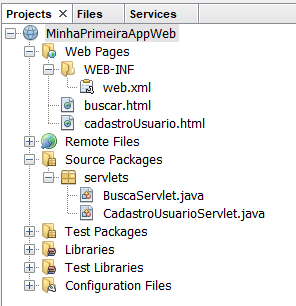 Projects Files Services
MinhaPrimeiraAppWeb
Web Pages
WEB-INF
web.xml
buscar.html
cadastroUsuario.html
Remote Files
Source Packages
servlets
BuscaServlet.java
CadastroUsuarioServlet.java
Test Packages
Libraries
Test Libraries
Configuration Files